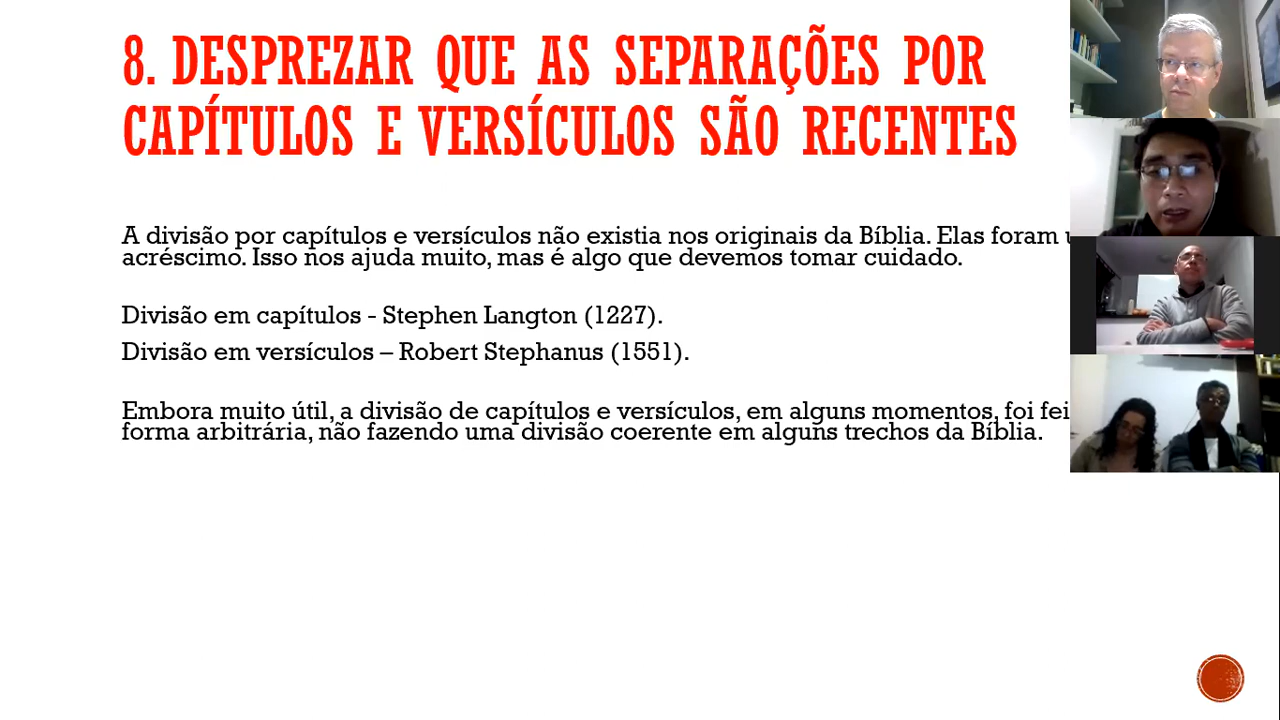 8. DESPREZAR QUE AS SEPARAÇÕES POR
CAPÍTULOS E VERSÍCULOS SÃO RECENTES
A divisão por capítulos e versículos não existia nos originais da Bíblia. Elas foram
acréscimo. Isso nos ajuda muito, mas é algo que devemos tomar cuidado.
Divisão em capítulos - Stephen Langton (1227).
Divisão em versículos – Robert Stephanus (1551).
Embora muito útil, a divisão de capítulos e versículos, em alguns momentos, foi
forma arbitrária, não fazendo uma divisão coerente em alguns trechos da Bíblia.